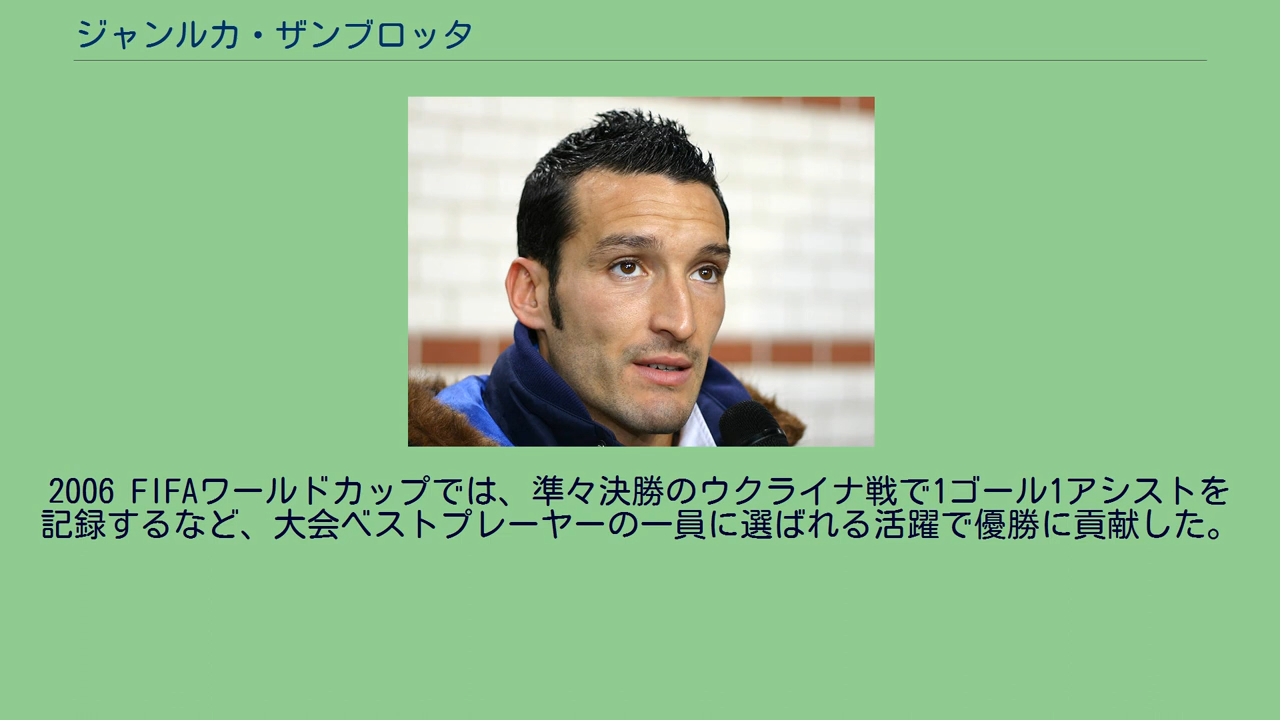 ジャンルカ・ザンブロッタ
2006 FIFAワールドカップでは、準々決勝のウクライナ戦で1ゴール1アシストを
記録するなど、大会ベストプレーヤーの一員に選ばれる活躍で優勝に貢献した。